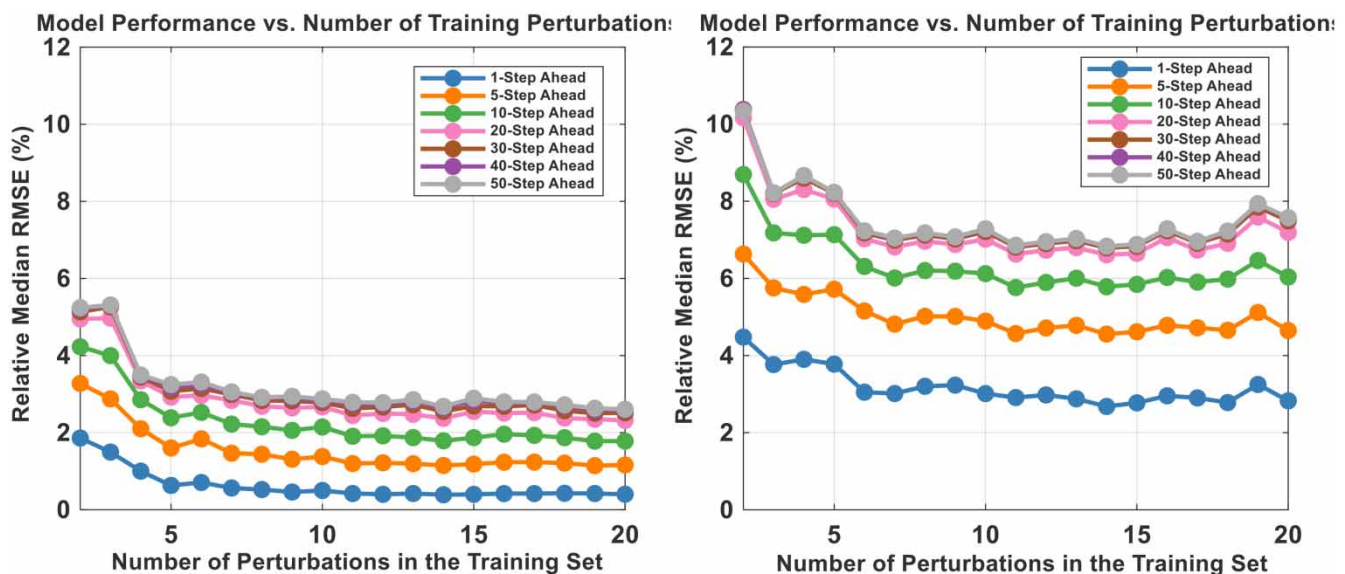 Model Performance vs. Number of Training Perturbations
12
10
8
6
4
2
0
Relative Median RMSE (%)
1-Step Ahead
5-Step Ahead
10-Step Ahead
20-Step Ahead
30-Step Ahead
40-Step Ahead
50-Step Ahead
5
10
15
20
Number of Perturbations in the Training Set
Model Performance vs. Number of Training Perturbations
12
10
8
6
4
2
0
Relative Median RMSE (%)
1-Step Ahead
5-Step Ahead
10-Step Ahead
20-Step Ahead
30-Step Ahead
40-Step Ahead
50-Step Ahead
5
10
15
20
Number of Perturbations in the Training Set